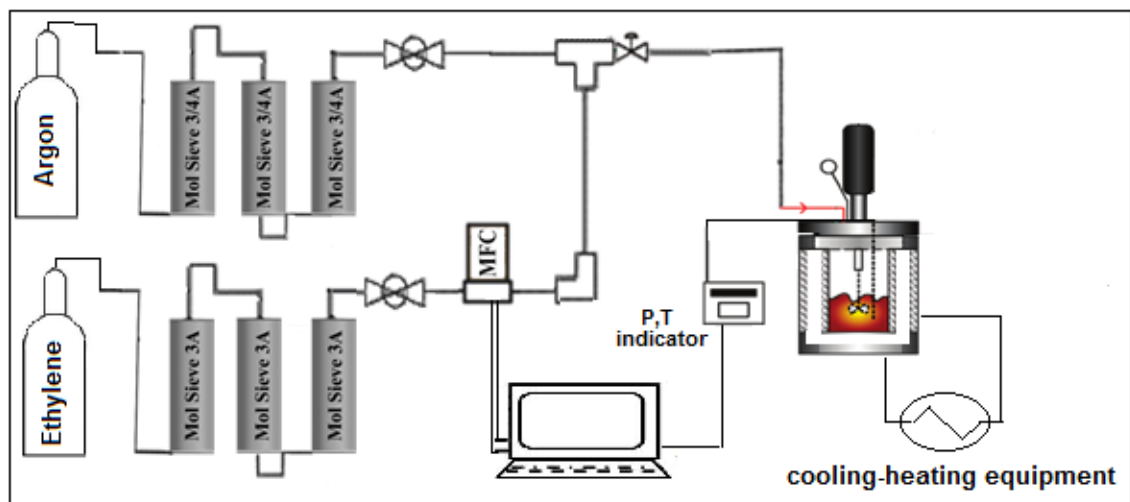 Argon
Mol Sieve 3/4A
Mol Sieve 3/4A
Mol Sieve 3/4A
MFC
Ethylene
Mol Sieve 3A
Mol Sieve 3A
Mol Sieve 3A
P,T
indicator
cooling-heating equipment